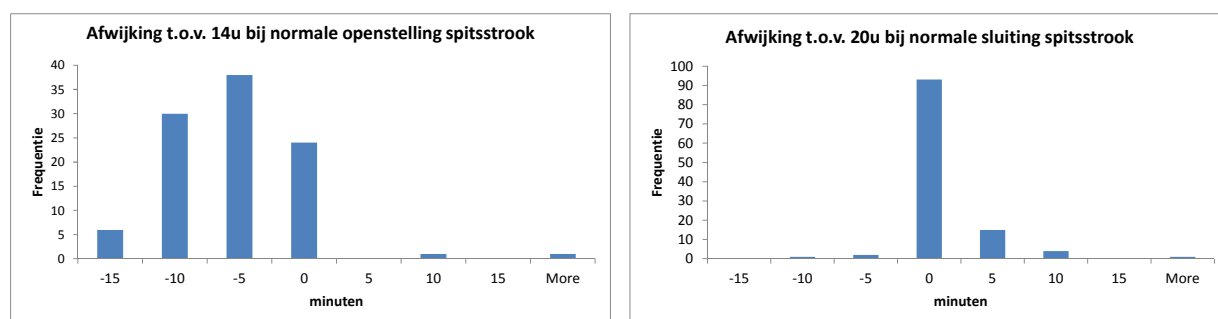 Afwijking t.o.v. 14u bij normale openstelling spitsstrook
Frequentie
40
35
30
25
20
15
10
5
0
-15 -10 -5 0 5 10 15 More
minuten
Afwijking t.o.v. 20u bij normale sluiting spitsstrook
Frequentie
100
90
80
70
60
50
40
30
20
10
0
-15 -10 -5 0 5 10 15 More
minuten